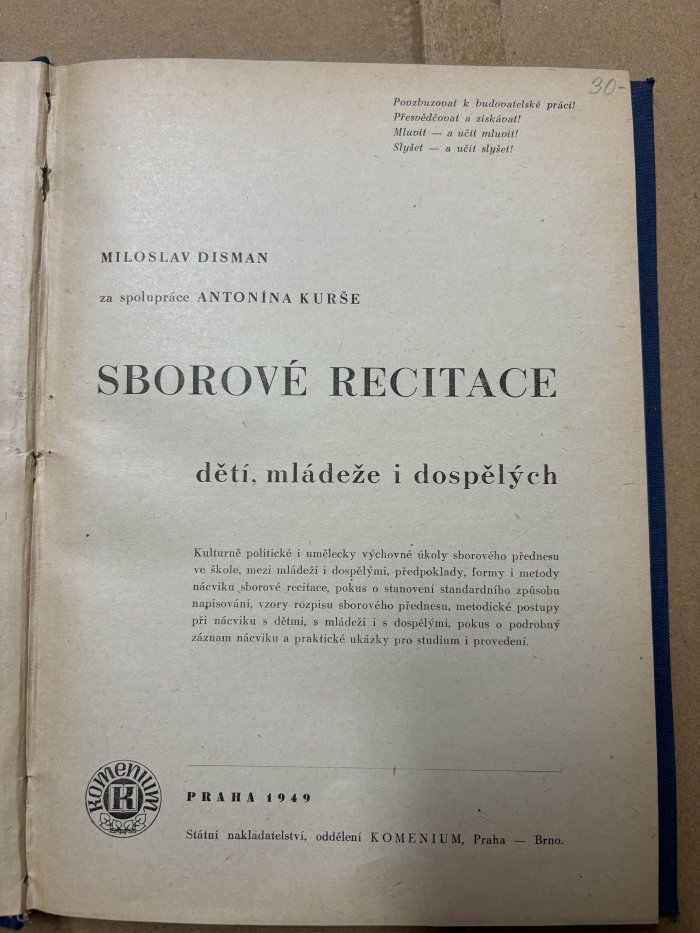 30-
Povzbuzovat k budovatelské práci!
Přesvědčovat a získávat!
Mluvit — a učit mluvit!
Slyšet — a učit slyšet!
MILOSLAV DISMAN
za spolupráce ANTONÍNA KURŠE
SBOROVÉ RECITACE
dětí, mládeže i dospělých
Kulturně politické i umělecky výchovné úkoly sborového přednesu
ve škole, mezi mládeží i dospělými, předpoklady, formy i metody
nácviku sborové recitace, pokus o stanovení standardního způsobu
napisování, vzory rozpisu sborového přednesu, metodické postupy
při nácviku s dětmi, s mládeží i s dospělými, pokus o podrobný
záznam nácviku a praktické ukázky pro studium i provedení.
KOMENIUM
K
PRAHA 1949
Státní nakladatelství, oddělení KOMENIUM, Praha — Brno.